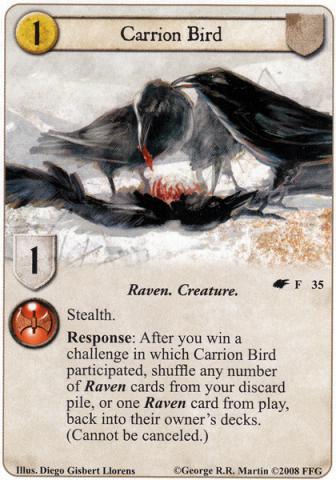 1
Carrion Bird
1
Raven. Creature.
F 35
Stealth.
Response: After you win a
challenge in which Carrion Bird
participated, shuffle any number
of Raven cards from your discard
pile, or one Raven card from play,
back into their owner's decks.
(Cannot be canceled.)
Illus. Diego Gisbert Llorens
©George R.R. Martin ©2008 FFG